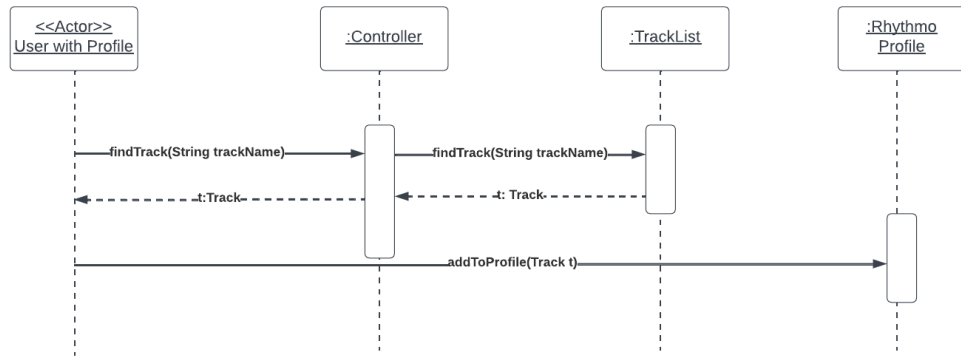 <<Actor>>
User with Profile
:Controller
:TrackList
:Rhythmo
Profile
findTrack(String trackName)
findTrack(String trackName)
t:Track
t: Track
addToProfile(Track t)